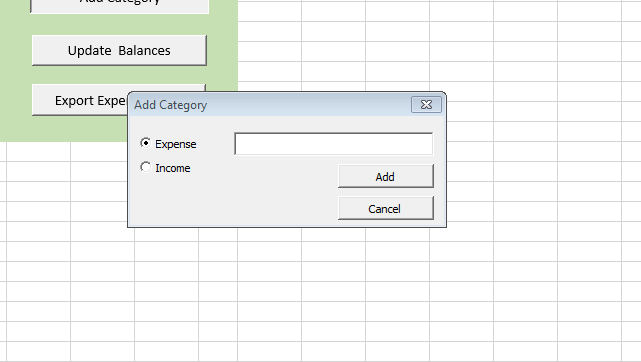 Add Category
Update Balances
Export Expe
Add Category
Expense
Income
Add
Cancel